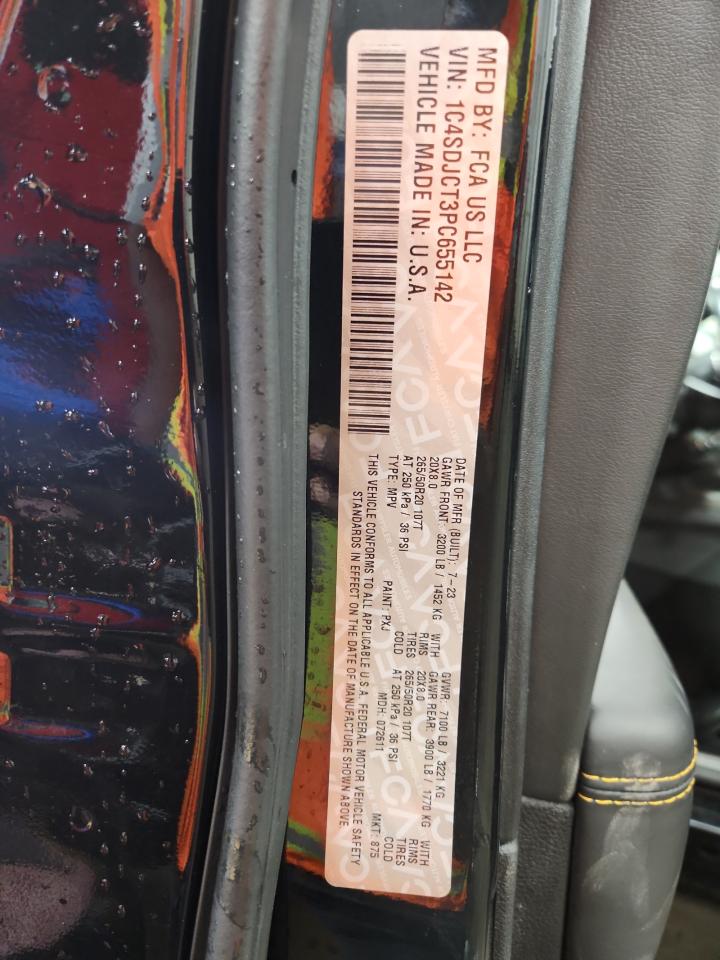 MFD BY: FCA US LLC
VIN: 1C4SDJCT3PC655142
VEHICLE MADE IN: U.S.A.
DATE OF MFR (BUILT): 7-23 GVWR: 7100 LB / 3221 KG
GAWR FRONT: 3200 LB / 1452 KG WITH GAWR REAR: 3900 LB / 1770 KG WITH
20X8.0 RIMS 20X8.0 RIMS
265/50R20 107T TIRES 265/50R20 107T TIRES
AT 250 kPa / 36 PSI COLD AT 250 kPa / 36 PSI COLD
TYPE: MPV PAINT: PXJ MDH: 072611 MKT: 875
THIS VEHICLE CONFORMS TO ALL APPLICABLE U.S.A. FEDERAL MOTOR VEHICLE SAFETY
STANDARDS IN EFFECT ON THE DATE OF MANUFACTURE SHOWN ABOVE